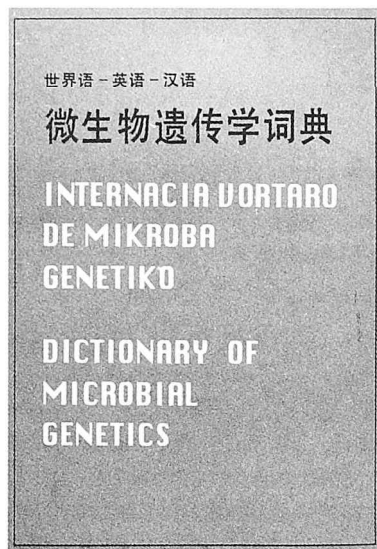 世界语－英语－汉语
微生物遗传学词典
INTERNACIA VORTARO
DE MIKROBA
GENETIKO
DICTIONARY OF
MICROBIAL
GENETICS